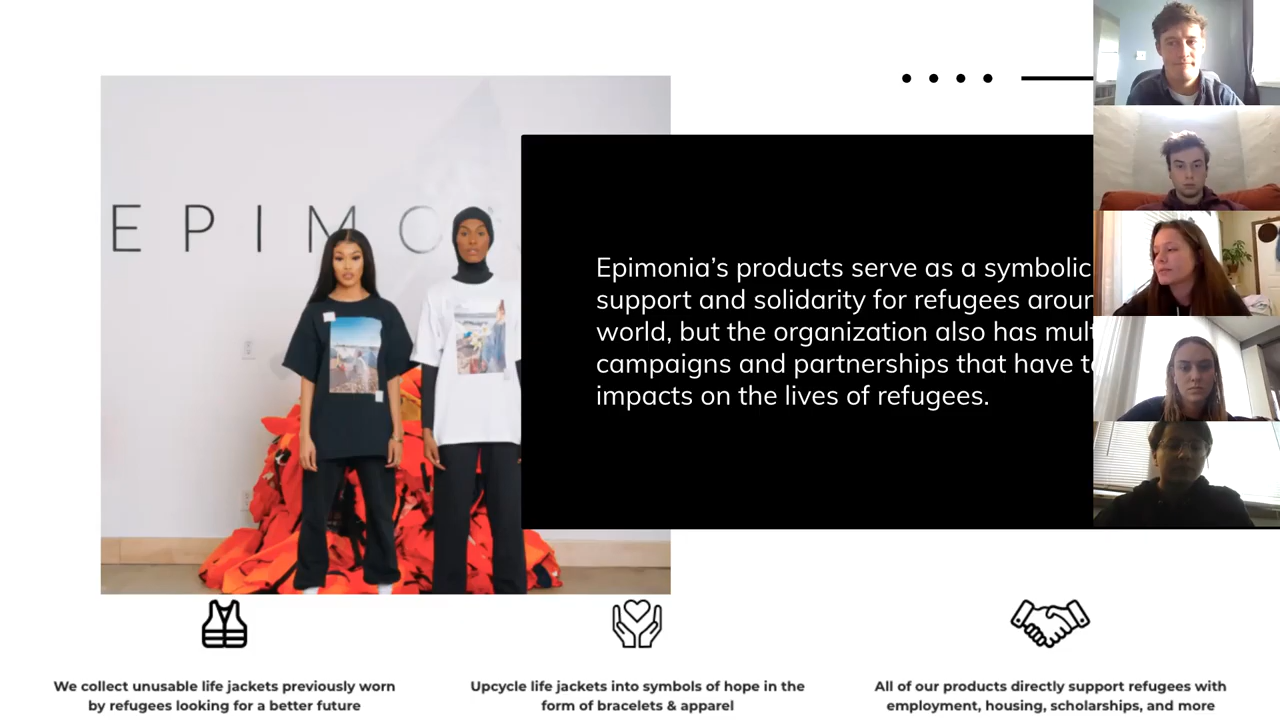 EPIMO
Epimonia’s products serve as a symbolic
support and solidarity for refugees
world, but the organization also has
campaigns and partnerships that have
impacts on the lives of refugees.
We collect unusable life jackets previously worn
by refugees looking for a better future
Upcycle life jackets into symbols of hope in the
form of bracelets & apparel
All of our products directly support refugees with
employment, housing, scholarships, and more